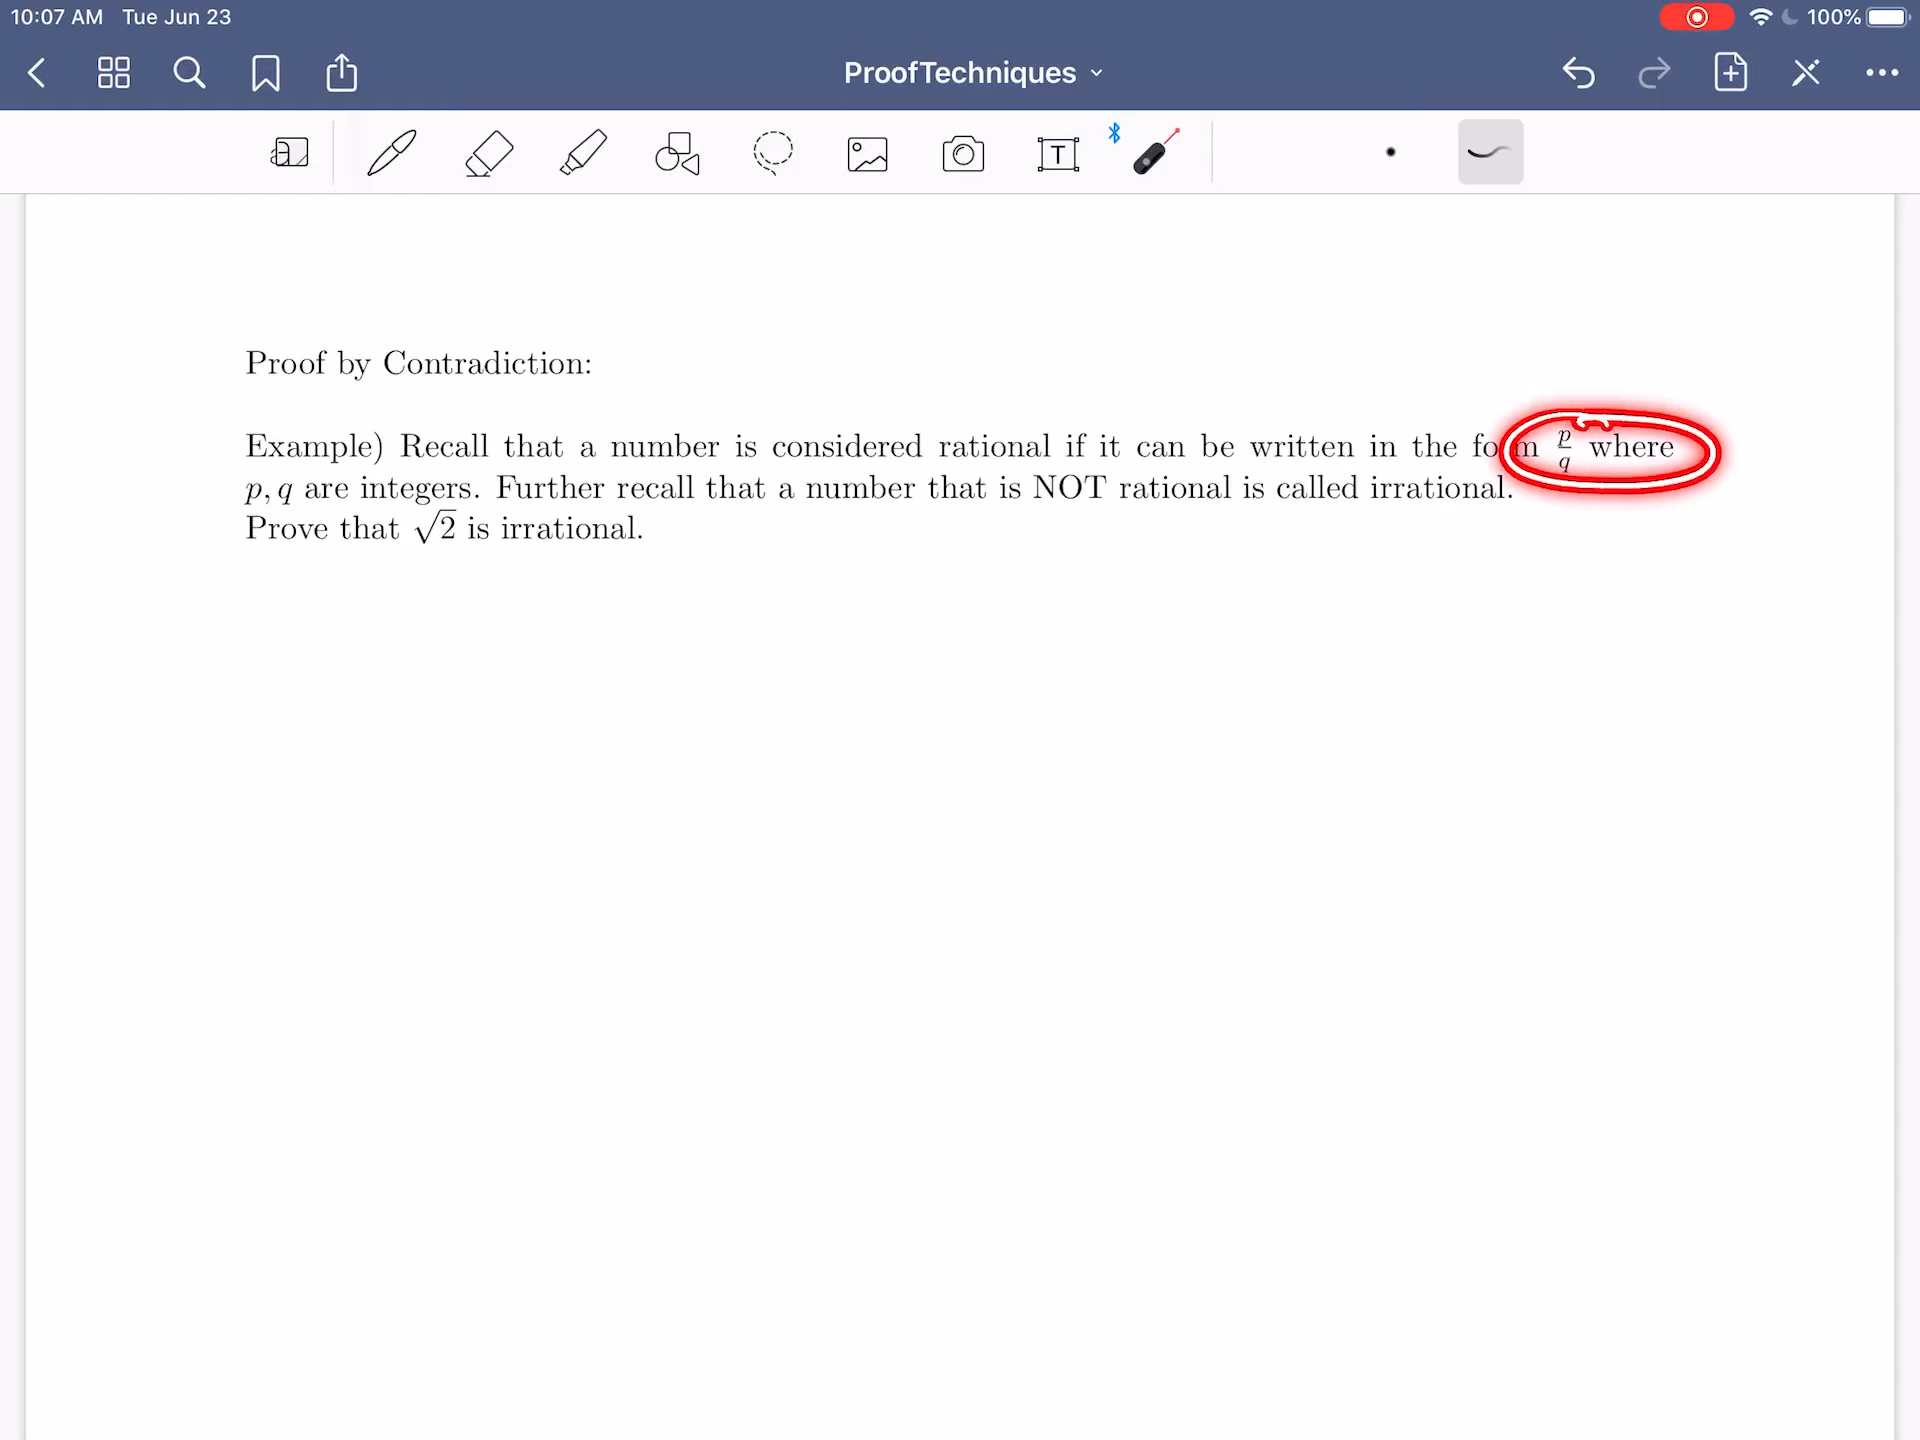 10:07 AM Tue Jun 23
100%
ProofTechniques
T
Proof by Contradiction:
Example) Recall that a number is considered rational if it can be written in the form $\frac{p}{q}$ where
p, q are integers. Further recall that a number that is NOT rational is called irrational.
Prove that √2 is irrational.